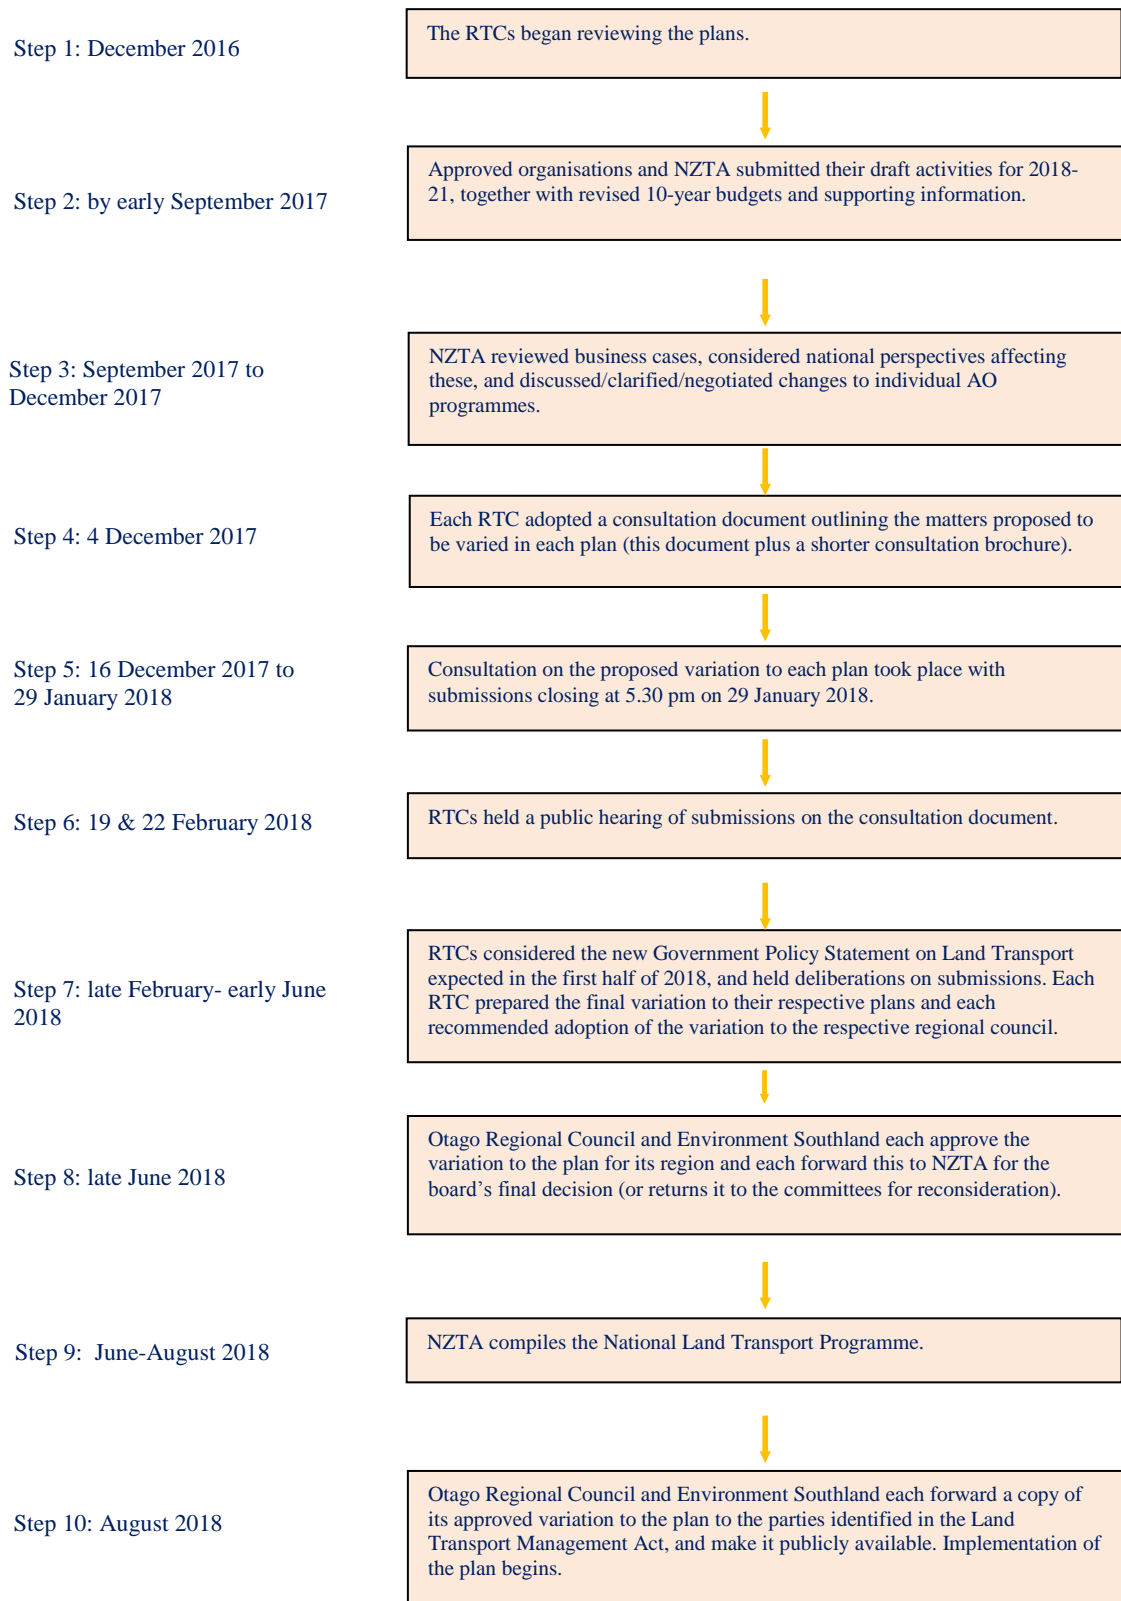 Step 1: December 2016
The RTCs began reviewing the plans.
Step 2: by early September 2017
Approved organisations and NZTA submitted their draft activities for 2018-
21, together with revised 10-year budgets and supporting information.
Step 3: September 2017 to
December 2017
NZTA reviewed business cases, considered national perspectives affecting
these, and discussed/clarified/negotiated changes to individual AO
programmes.
Step 4: 4 December 2017
Each RTC adopted a consultation document outlining the matters proposed to
be varied in each plan (this document plus a shorter consultation brochure).
Step 5: 16 December 2017 to
29 January 2018
Consultation on the proposed variation to each plan took place with
submissions closing at 5.30 pm on 29 January 2018.
Step 6: 19 & 22 February 2018
RTCs held a public hearing of submissions on the consultation document.
Step 7: late February- early June
2018
RTCs considered the new Government Policy Statement on Land Transport
expected in the first half of 2018, and held deliberations on submissions. Each
RTC prepared the final variation to their respective plans and each
recommended adoption of the variation to the respective regional council.
Step 8: late June 2018
Otago Regional Council and Environment Southland each approve the
variation to the plan for its region and each forward this to NZTA for the
board's final decision (or returns it to the committees for reconsideration).
Step 9:  June-August 2018
NZTA compiles the National Land Transport Programme.
Step 10: August 2018
Otago Regional Council and Environment Southland each forward a copy of
its approved variation to the plan to the parties identified in the Land
Transport Management Act, and make it publicly available. Implementation of
the plan begins.